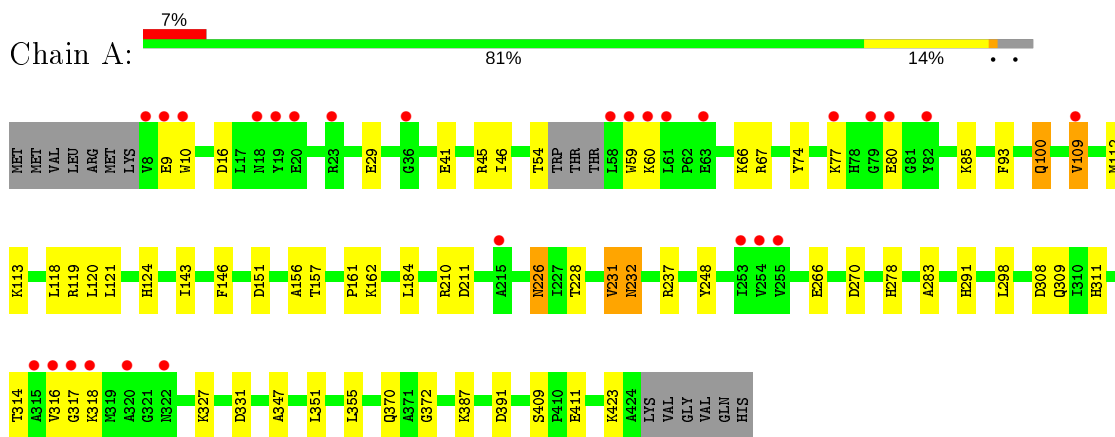 7%
Chain A:
81% 14% • •
MET MET VAL LEU ARG MET LYS V8 E9 W10 D16 L17 N18 Y19 E20 R23 G36 E29 E41 R45 I46 T54 TRP THR THR L58 W59 K60 L61 P62 E63 K66 R67 Y74 K77 H78 G79 E80 G81 Y82 K85 F93 Q100 V109 M112
K113 L118 R119 L120 L121 H124 I143 F146 D151 A156 T157 P161 K162 L184 R210 D211 A215 N226 I227 T228 V231 N232 R237 Y248 I253 V254 V255 E266 D270 H278 A283 H291 L298 D308 Q309 I310 H311
T314 A315 V316 G317 K318 M319 A320 G321 N322 K327 D331 A347 L351 L355 Q370 A371 G372 K387 D391 S409 P410 E411 K423 A424 LYS VAL GLY VAL GLN HIS